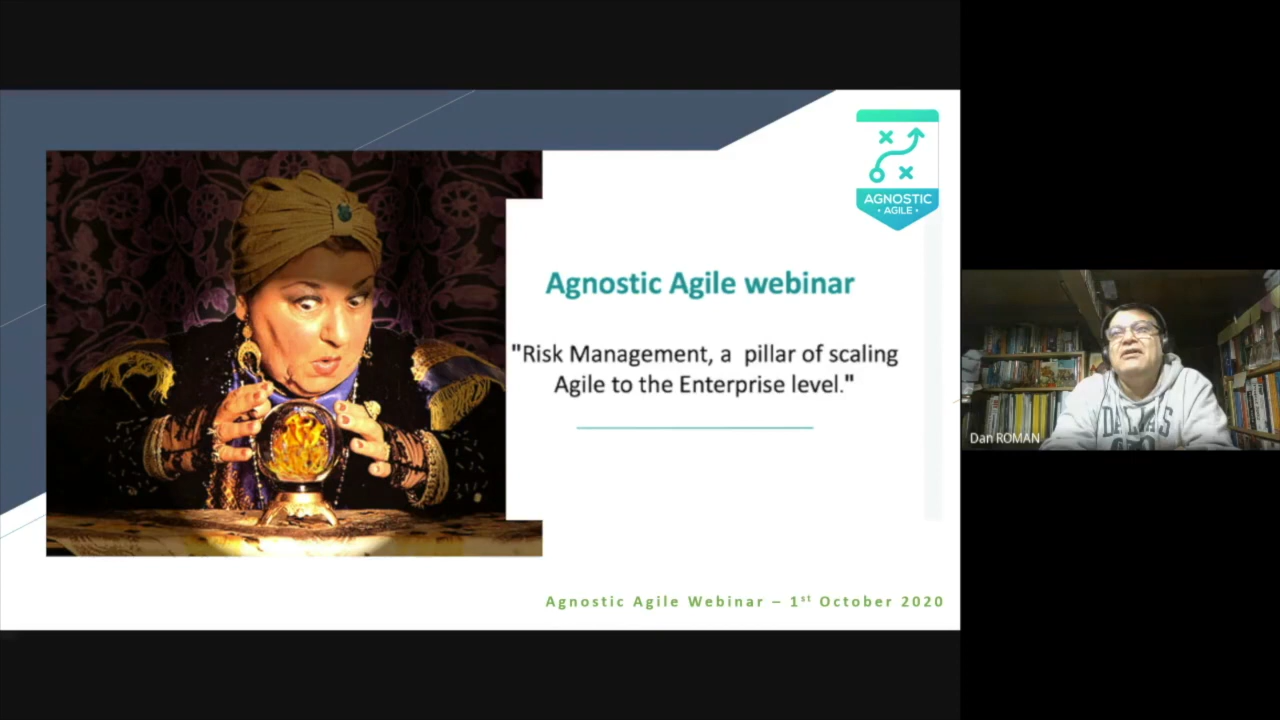 AGNOSTIC
• AGILE •
Agnostic Agile webinar
"Risk Management, a pillar of scaling
Agile to the Enterprise level."
Agnostic Agile Webinar – 1st October 2020
Dan ROMAN